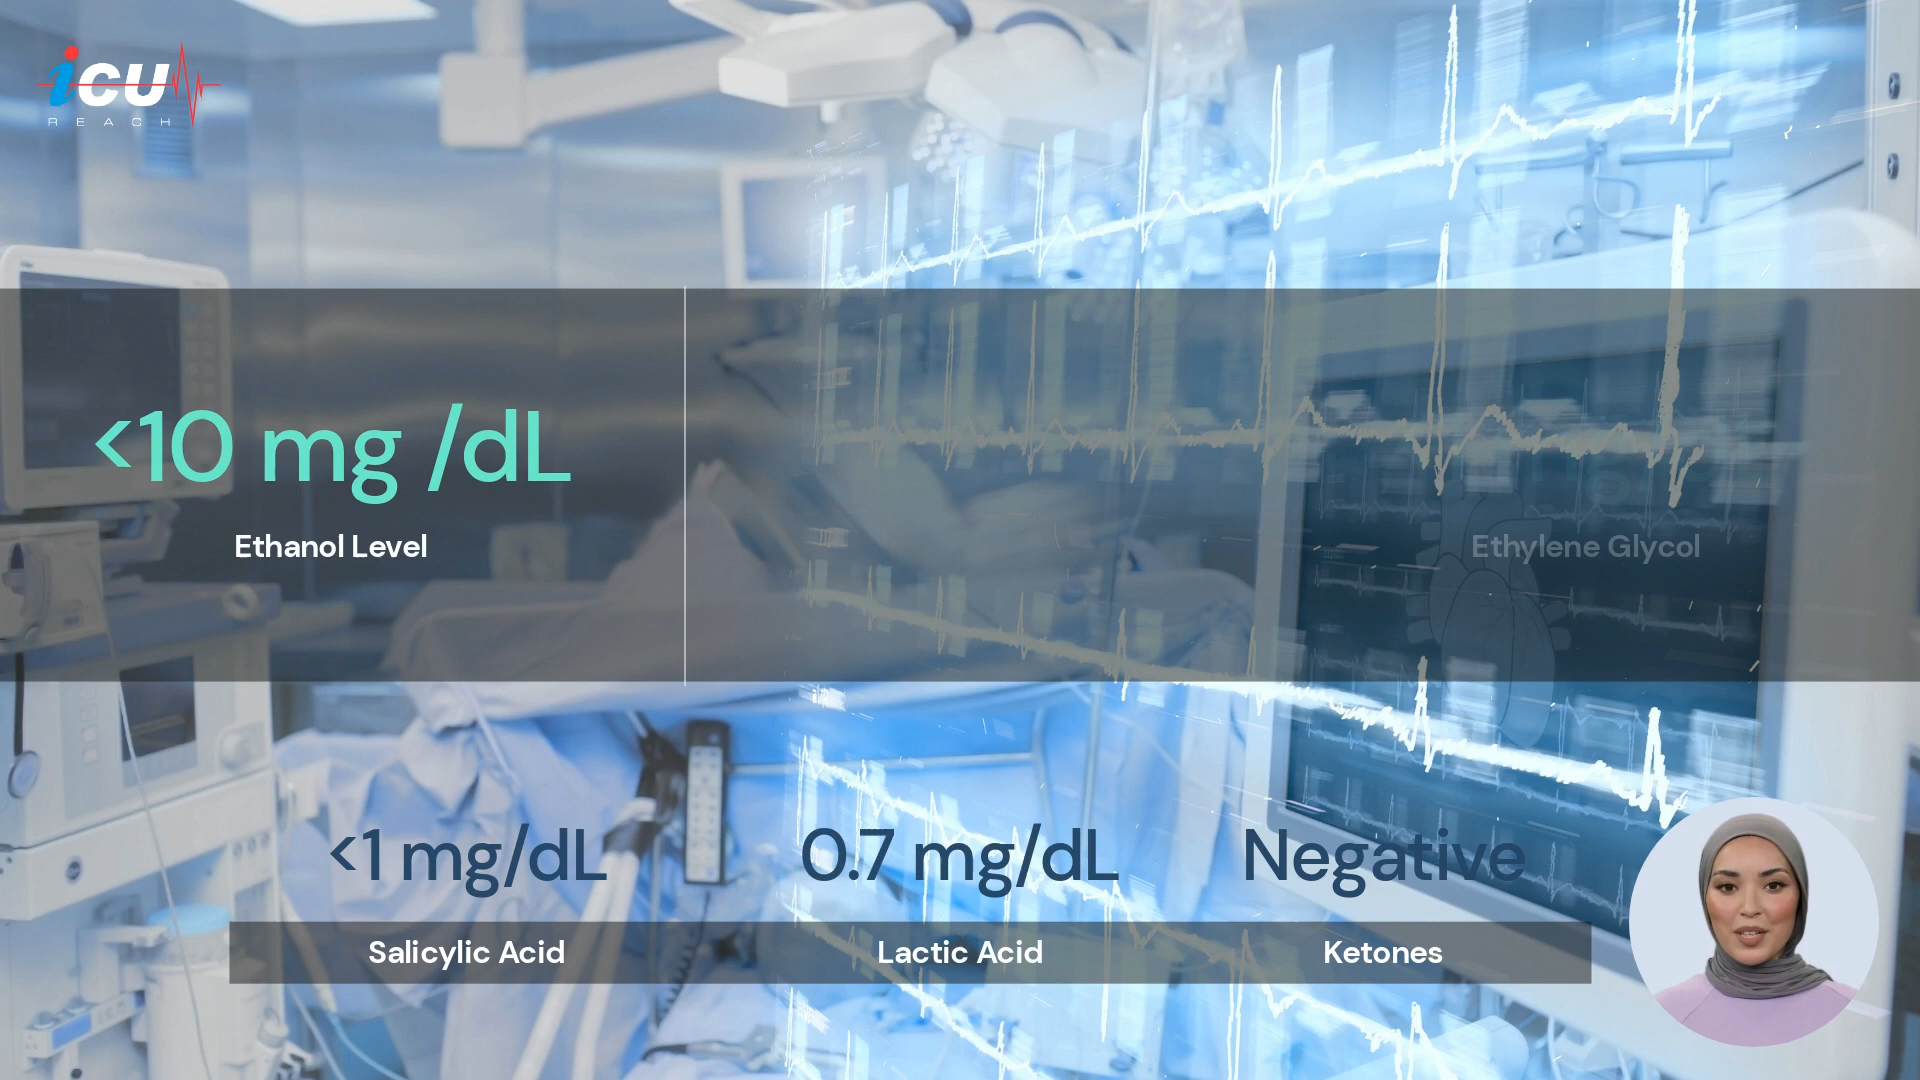 icu
REACH
<10 mg /dL
Ethanol Level
Ethylene Glycol
<1 mg/dL
0.7 mg/dL
Negative
Salicylic Acid
Lactic Acid
Ketones